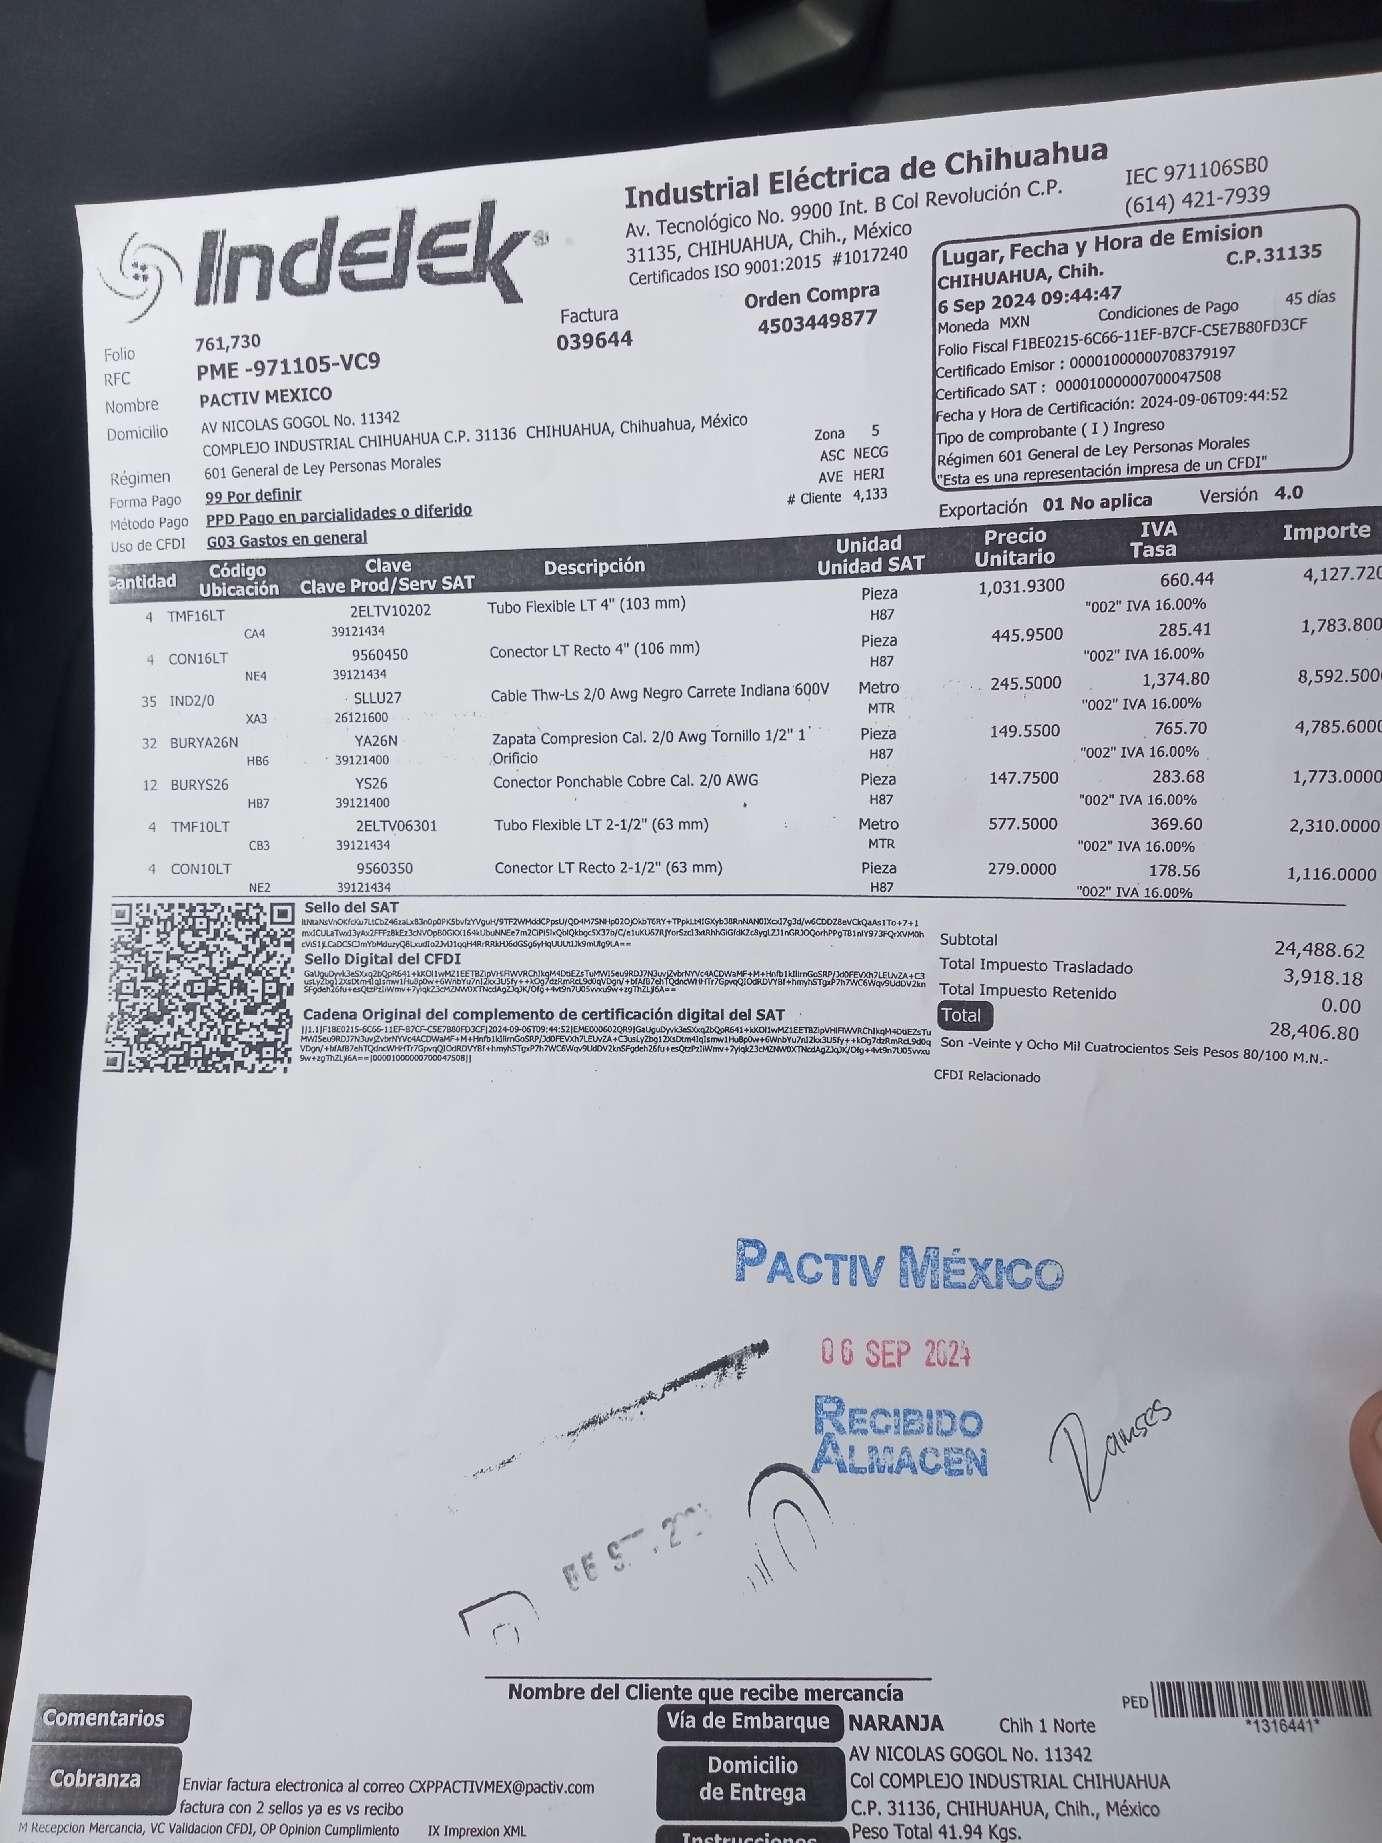 Indelek®
Industrial Eléctrica de Chihuahua
Av. Tecnológico No. 9900 Int. B Col Revolución C.P.
31135, CHIHUAHUA, Chih., México
Certificados ISO 9001:2015 #1017240
IEC 971106SB0
(614) 421-7939
Factura
039644
Orden Compra
4503449877
Lugar, Fecha y Hora de Emision
CHIHUAHUA, Chih. C.P.31135
6 Sep 2024 09:44:47
Moneda MXN Condiciones de Pago 45 días
Folio Fiscal F1BE0215-6C66-11EF-B7CF-C5E7B80FD3CF
Certificado Emisor : 00001000000708379197
Certificado SAT : 00001000000700047508
Fecha y Hora de Certificación: 2024-09-06T09:44:52
Tipo de comprobante ( I ) Ingreso
Régimen 601 General de Ley Personas Morales
"Esta es una representación impresa de un CFDI"
Folio 761,730
RFC PME -971105-VC9
Nombre PACTIV MEXICO
Domicilio AV NICOLAS GOGOL No. 11342
COMPLEJO INDUSTRIAL CHIHUAHUA C.P. 31136 CHIHUAHUA, Chihuahua, México
Régimen 601 General de Ley Personas Morales
Forma Pago 99 Por definir
Método Pago PPD Pago en parcialidades o diferido
Uso de CFDI G03 Gastos en general
Zona 5
ASC NECG
AVE HERI
# Cliente 4,133
Exportación 01 No aplica Versión 4.0
Cantidad Código Ubicación Clave Clave Prod/Serv SAT Descripción Unidad Unidad SAT Precio Unitario IVA Tasa Importe
4 TMF16LT 2ELTV10202 Tubo Flexible LT 4" (103 mm) Pieza 1,031.9300 660.44 4,127.720
CA4 39121434 H87 "002" IVA 16.00%
4 CON16LT 9560450 Conector LT Recto 4" (106 mm) Pieza 445.9500 285.41 1,783.800
NE4 39121434 H87 "002" IVA 16.00%
35 IND2/0 SLLU27 Cable Thw-Ls 2/0 Awg Negro Carrete Indiana 600V Metro 245.5000 1,374.80 8,592.500
XA3 26121600 MTR "002" IVA 16.00%
32 BURYA26N YA26N Zapata Compresion Cal. 2/0 Awg Tornillo 1/2" 1 Pieza 149.5500 765.70 4,785.6000
HB6 39121400 Orificio H87 "002" IVA 16.00%
12 BURYS26 YS26 Conector Ponchable Cobre Cal. 2/0 AWG Pieza 147.7500 283.68 1,773.0000
HB7 39121400 H87 "002" IVA 16.00%
4 TMF10LT 2ELTV06301 Tubo Flexible LT 2-1/2" (63 mm) Metro 577.5000 369.60 2,310.0000
CB3 39121434 MTR "002" IVA 16.00%
4 CON10LT 9560350 Conector LT Recto 2-1/2" (63 mm) Pieza 279.0000 178.56 1,116.0000
NE2 39121434 H87 "002" IVA 16.00%
Sello del SAT
Sello Digital del CFDI
Cadena Original del complemento de certificación digital del SAT
Subtotal 24,488.62
Total Impuesto Trasladado 3,918.18
Total Impuesto Retenido 0.00
Total 28,406.80
Son -Veinte y Ocho Mil Cuatrocientos Seis Pesos 80/100 M.N.-
CFDI Relacionado
PACTIV MÉXICO
06 SEP 2024
RECIBIDO
ALMACEN
Ramses
Nombre del Cliente que recibe mercancía
Comentarios
Cobranza
Enviar factura electronica al correo CXPPACTIVMEX@pactiv.com
factura con 2 sellos ya es vs recibo
M Recepcion Mercancia, VC Validacion CFDI, OP Opinion Cumplimiento IX Imprexion XML
Vía de Embarque NARANJA Chih 1 Norte
PED *1316441*
Domicilio de Entrega
AV NICOLAS GOGOL No. 11342
Col COMPLEJO INDUSTRIAL CHIHUAHUA
C.P. 31136, CHIHUAHUA, Chih., México
Peso Total 41.94 Kgs.
Instrucciones